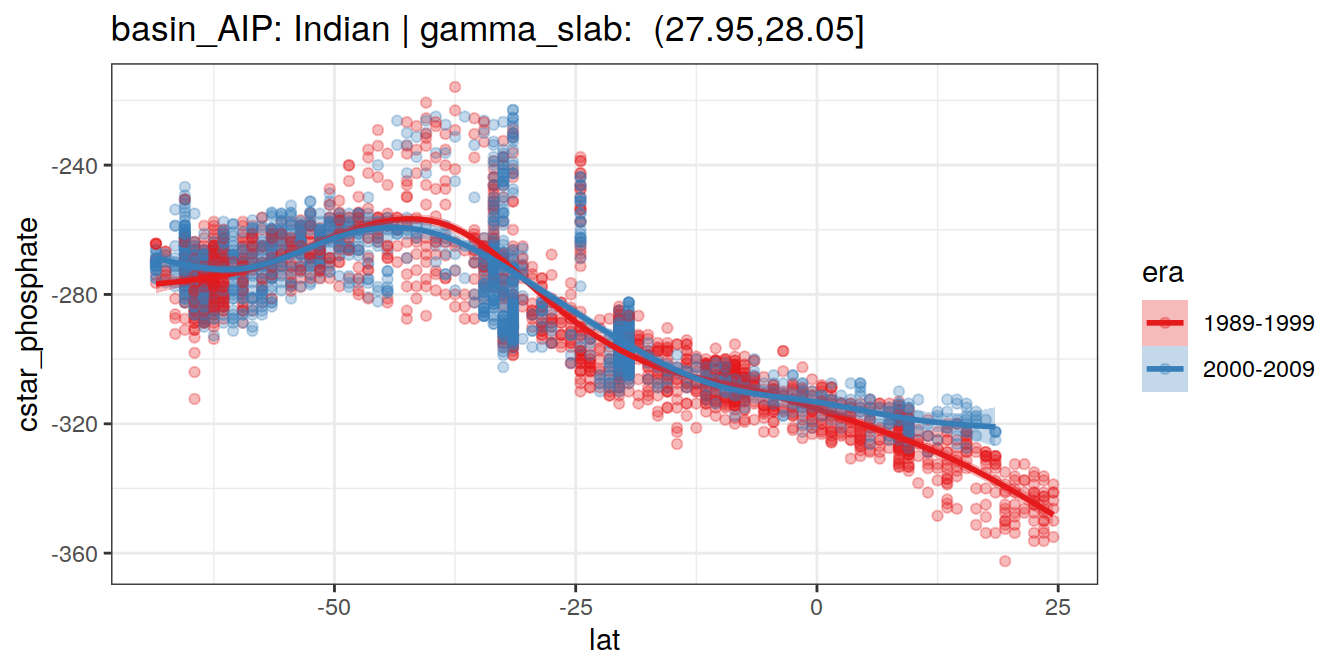 basin_AIP: Indian | gamma_slab:  (27.95,28.05]
cstar_phosphate
-240
-280
-320
-360
-50
-25
0
25
lat
era
1989-1999
2000-2009